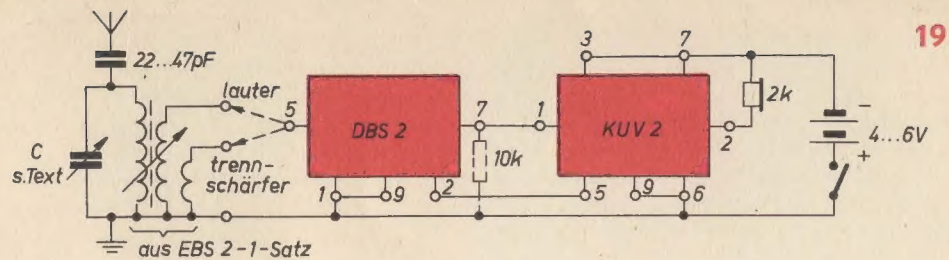 19
22...47pF
3
7
lauter
5
DBS 2
7
1
KUV 2
2
2k
−
4...6V
+
C
s.Text
trenn-
schärfer
10k
1
9
2
5
9
6
aus EBS 2-1-Satz